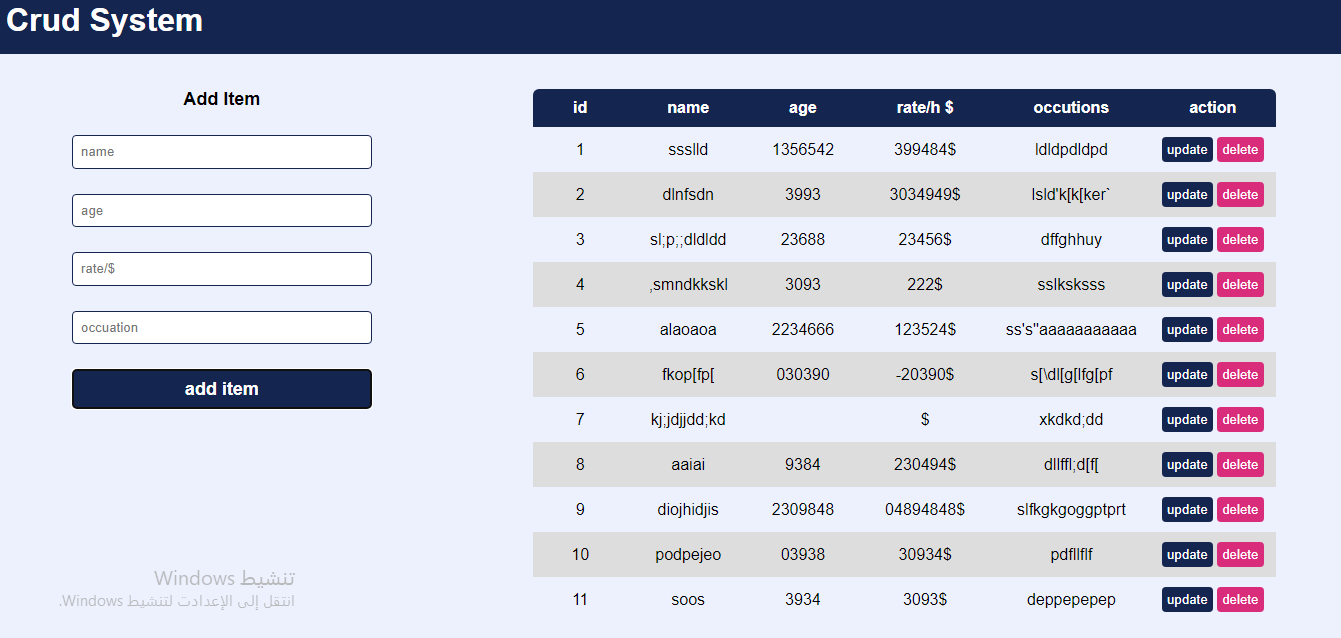 Crud System
Add Item
name
age
rate/$
occuation
add item
id name age rate/h $ occutions action
1 ssslld 1356542 399484$ ldldpdldpd update delete
2 dlnfsdn 3993 3034949$ lsld'k[k[ker` update delete
3 sl;p;;dldldd 23688 23456$ dffghhuy update delete
4 ,smndkkskl 3093 222$ sslksksss update delete
5 alaoaoa 2234666 123524$ ss's"aaaaaaaaaaa update delete
6 fkop[fp[ 030390 -20390$ s[\dl[g[lfg[pf update delete
7 kj;jdjjdd;kd $ xkdkd;dd update delete
8 aaiai 9384 230494$ dllffl;d[f[ update delete
9 diojhidjis 2309848 04894848$ slfkgkgoggptprt update delete
10 podpejeo 03938 30934$ pdfllflf update delete
11 soos 3934 3093$ deppepepep update delete
تنشيط Windows
انتقل إلى الإعدادت لتنشيط Windows.